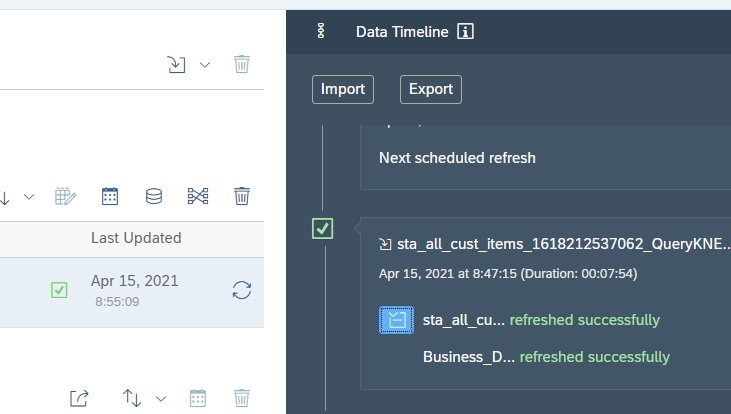 Data Timeline
Import
Export
Next scheduled refresh
Last Updated
sta_all_cust_items_1618212537062_QueryKNE...
Apr 15, 2021
8:55:09
Apr 15, 2021 at 8:47:15 (Duration: 00:07:54)
sta_all_cu... refreshed successfully
Business_D... refreshed successfully